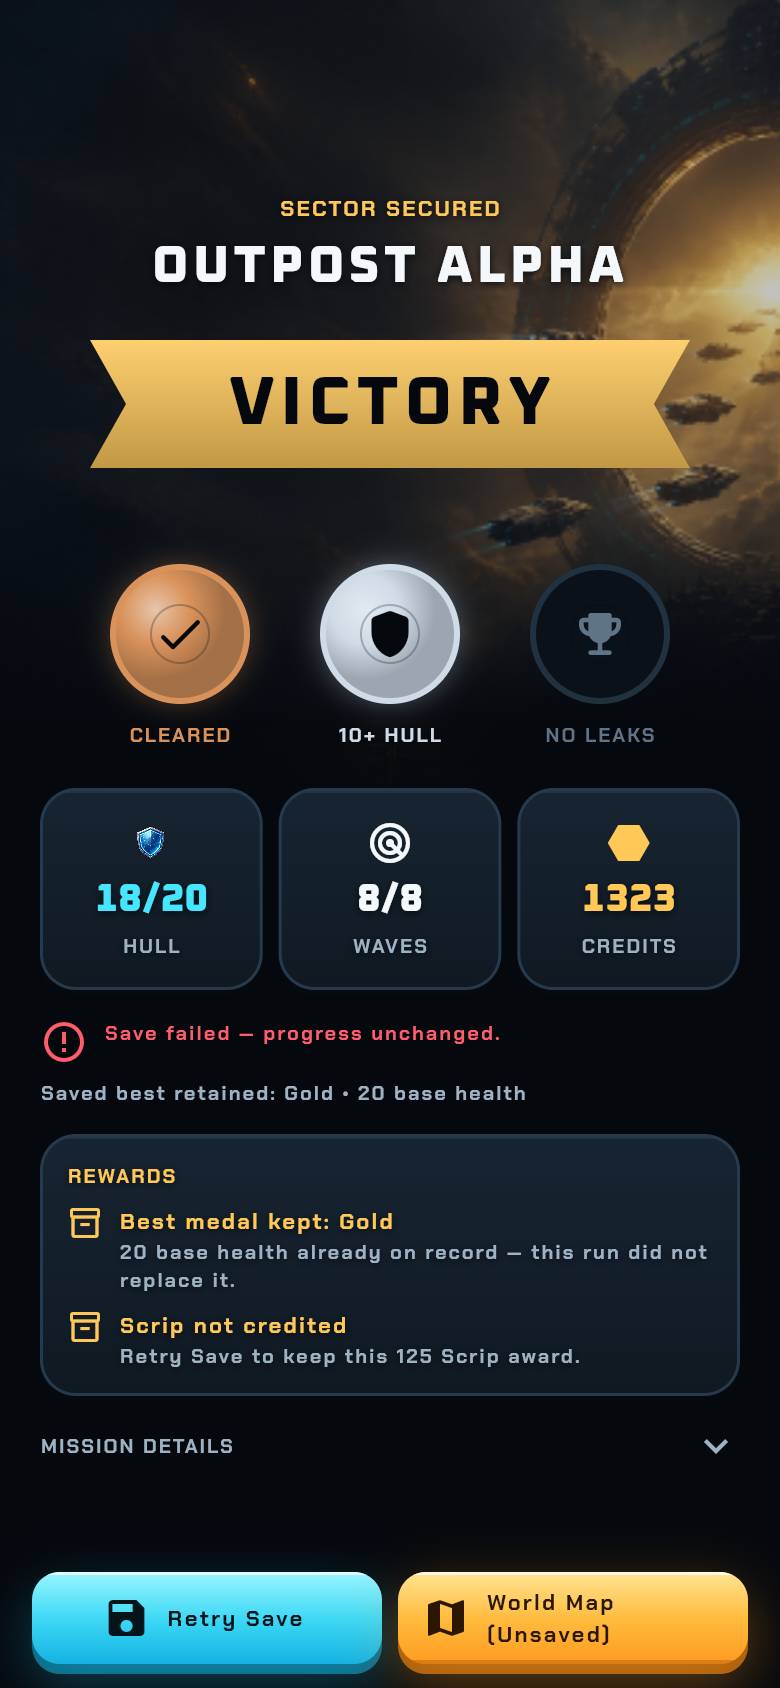 SECTOR SECURED
OUTPOST ALPHA
VICTORY
CLEARED
10+ HULL
NO LEAKS
18/20
HULL
8/8
WAVES
1323
CREDITS
Save failed — progress unchanged.
Saved best retained: Gold • 20 base health
REWARDS
Best medal kept: Gold
20 base health already on record — this run did not
replace it.
Scrip not credited
Retry Save to keep this 125 Scrip award.
MISSION DETAILS
Retry Save
World Map
(Unsaved)